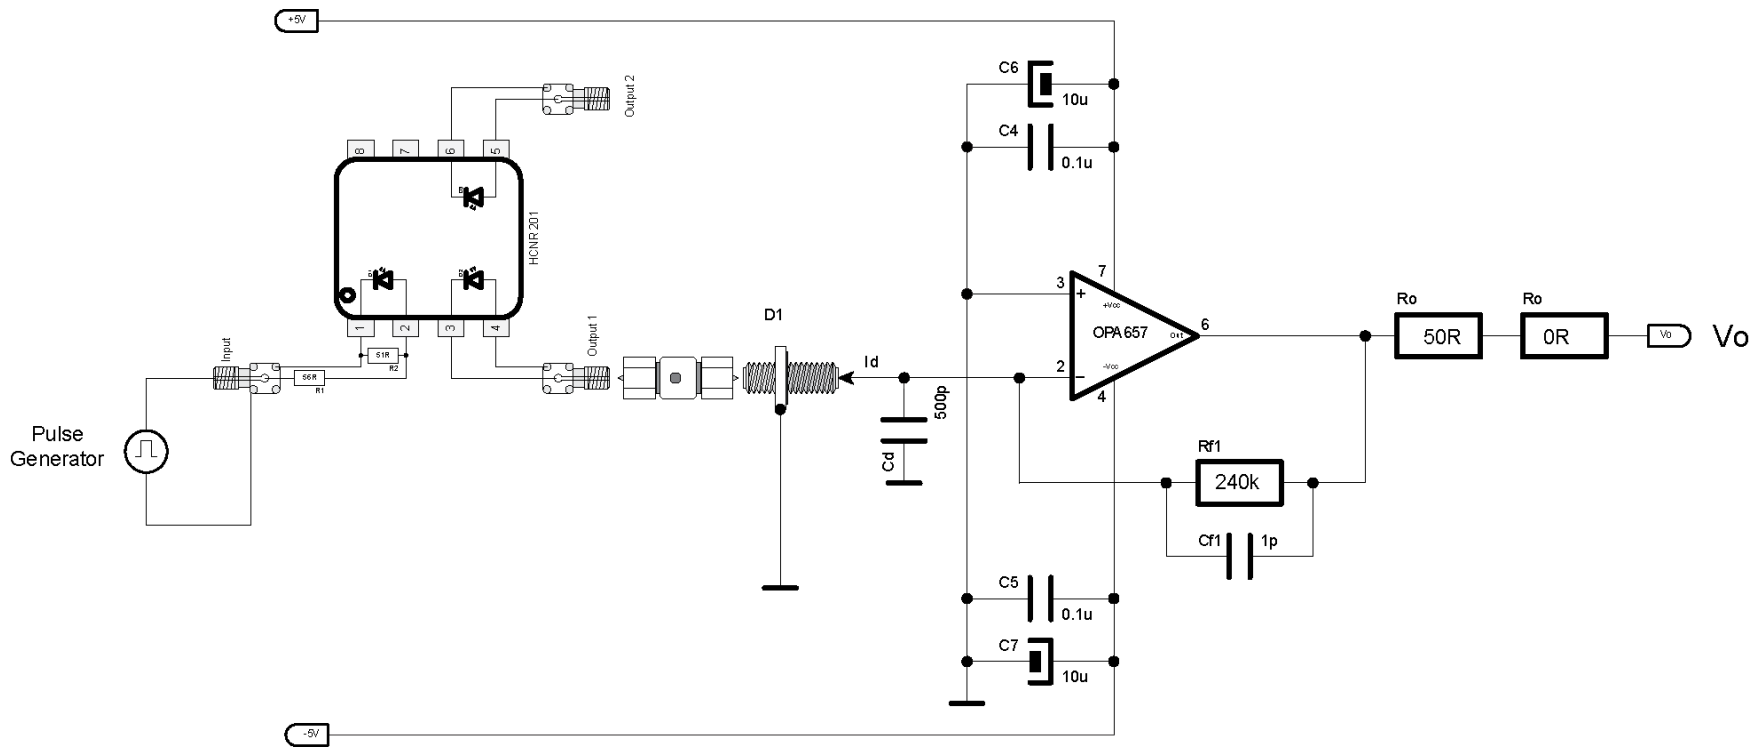 +5V
Output 2
C6
10u
C4
0.1u
8
7
6
5
HCNR 201
1
2
3
4
51R
R2
56R
R1
Input
Output 1
D1
Id
500p
Cd
Pulse
Generator
3
+
7
+Vcc
OPA 657
Out
6
2
-
-Vcc
4
Ro
50R
Ro
0R
Vo
Vo
Rf1
240k
Cf1
1p
C5
0.1u
C7
10u
-5V